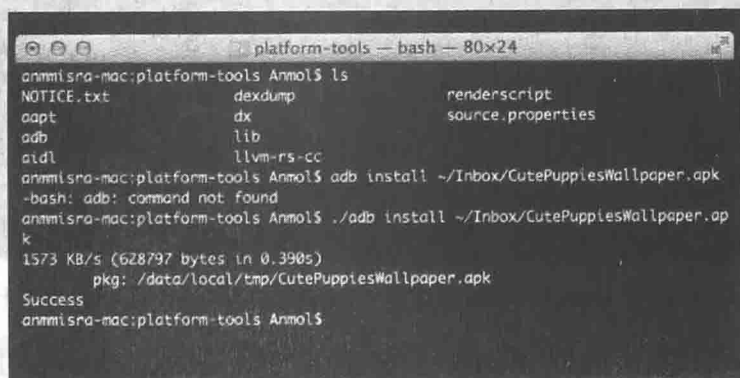 platform-tools — bash — 80×24
anmmisra-mac:platform-tools Anmol$ ls
NOTICE.txt dexdump renderscript
aapt dx source.properties
adb lib
aidl llvm-rs-cc
anmmisra-mac:platform-tools Anmol$ adb install ~/Inbox/CutePuppiesWallpaper.apk
-bash: adb: command not found
anmmisra-mac:platform-tools Anmol$ ./adb install ~/Inbox/CutePuppiesWallpaper.ap
k
1573 KB/s (628797 bytes in 0.390s)
pkg: /data/local/tmp/CutePuppiesWallpaper.apk
Success
anmmisra-mac:platform-tools Anmol$